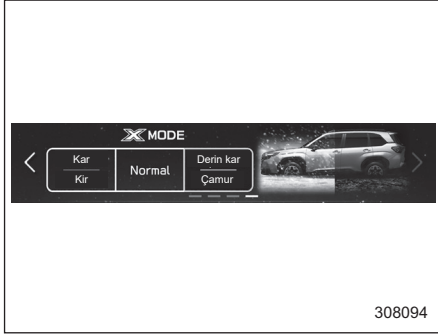 X MODE
Kar
Kir
Normal
Derin kar
Çamur
308094